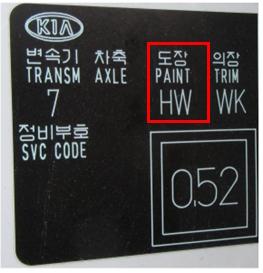 KIA
변속기 차축 도장 의장
TRANSM AXLE PAINT TRIM
7 HW WK
정비부호
SVC CODE
0.52